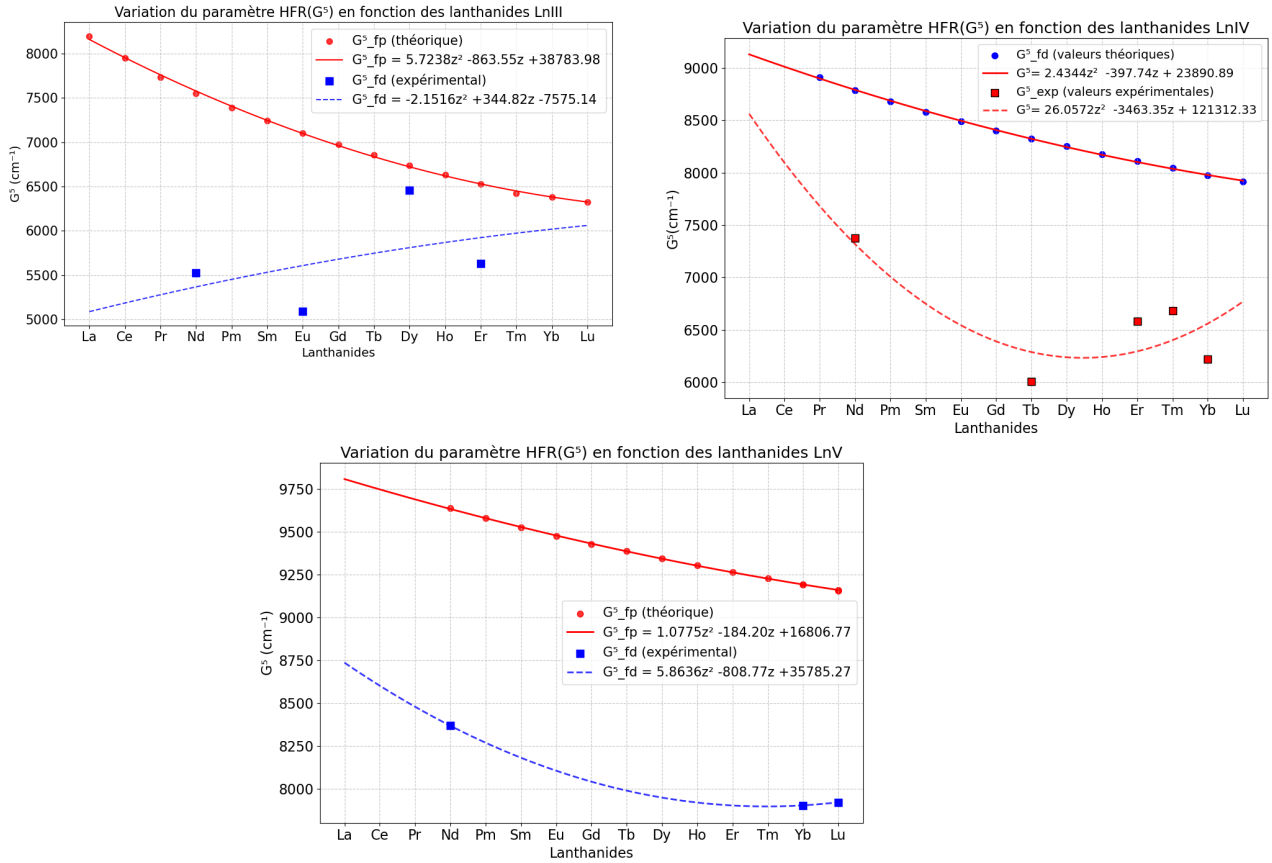 Variation du paramètre HFR(G⁵) en fonction des lanthanides LnIII
G⁵ (cm⁻¹)
8000
7500
7000
6500
6000
5500
5000
G⁵_fp (théorique)
G⁵_fp = 5.7238z² -863.55z +38783.98
G⁵_fd (expérimental)
G⁵_fd = -2.1516z² +344.82z -7575.14
La Ce Pr Nd Pm Sm Eu Gd Tb Dy Ho Er Tm Yb Lu
Lanthanides
Variation du paramètre HFR(G⁵) en fonction des lanthanides LnIV
G⁵(cm⁻¹)
9000
8500
8000
7500
7000
6500
6000
G⁵_fd (valeurs théoriques)
G⁵= 2.4344z² -397.74z + 23890.89
G⁵_exp (valeurs expérimentales)
G⁵= 26.0572z² -3463.35z + 121312.33
La Ce Pr Nd Pm Sm Eu Gd Tb Dy Ho Er Tm Yb Lu
Lanthanides
Variation du paramètre HFR(G⁵) en fonction des lanthanides LnV
G⁵ (cm⁻¹)
9750
9500
9250
9000
8750
8500
8250
8000
G⁵_fp (théorique)
G⁵_fp = 1.0775z² -184.20z +16806.77
G⁵_fd (expérimental)
G⁵_fd = 5.8636z² -808.77z +35785.27
La Ce Pr Nd Pm Sm Eu Gd Tb Dy Ho Er Tm Yb Lu
Lanthanides